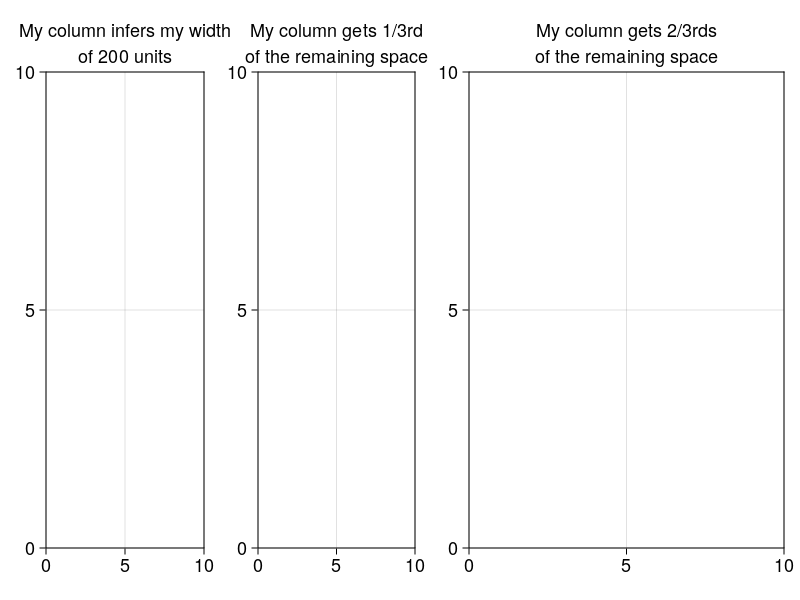 My column infers my width
of 200 units
My column gets 1/3rd
of the remaining space
My column gets 2/3rds
of the remaining space
10
5
0
0 5 10
10
5
0
0 5 10
10
5
0
0 5 10